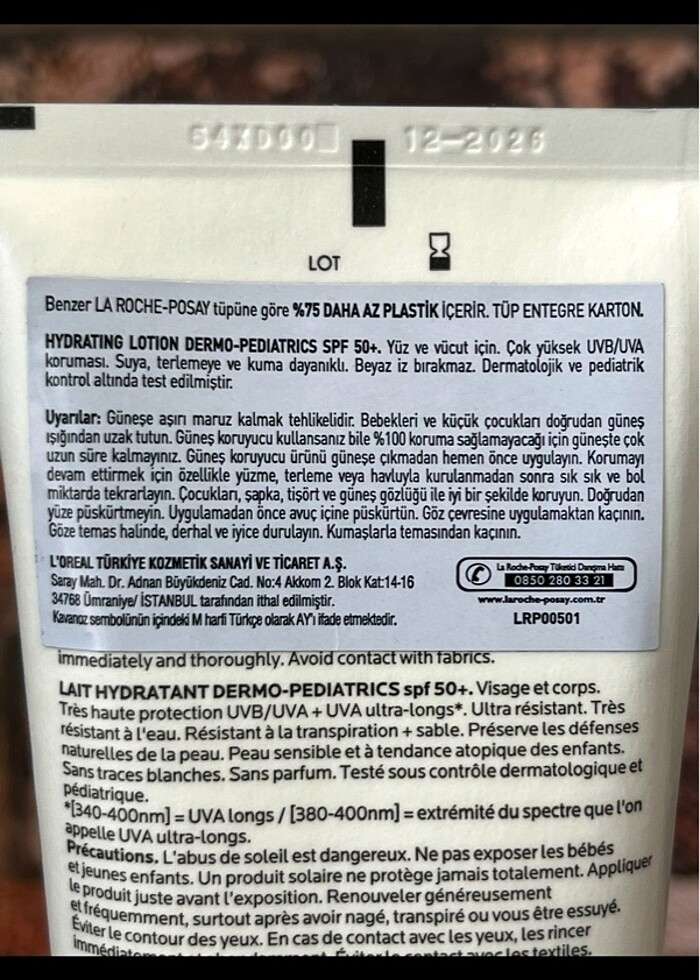 12-2026
LOT
Benzer LA ROCHE-POSAY tüpüne göre %75 DAHA AZ PLASTİK İÇERİR. TÜP ENTEGRE KARTON.
HYDRATING LOTION DERMO-PEDIATRICS SPF 50+. Yüz ve vücut için. Çok yüksek UVB/UVA
koruması. Suya, terlemeye ve kuma dayanıklı. Beyaz iz bırakmaz. Dermatolojik ve pediatrik
kontrol altında test edilmiştir.
Uyarılar: Güneşe aşırı maruz kalmak tehlikelidir. Bebekleri ve küçük çocukları doğrudan güneş
ışığından uzak tutun. Güneş koruyucu kullansanız bile %100 koruma sağlamayacağı için güneşte çok
uzun süre kalmayınız. Güneş koruyucu ürünü güneşe çıkmadan hemen önce uygulayın. Korumayı
devam ettirmek için özellikle yüzme, terleme veya havluyla kurulanmadan sonra sık sık ve bol
miktarda tekrarlayın. Çocukları, şapka, tişört ve güneş gözlüğü ile iyi bir şekilde koruyun. Doğrudan
yüze püskürtmeyin. Uygulamadan önce avuç içine püskürtün. Göz çevresine uygulamaktan kaçının.
Göze temas halinde, derhal ve iyice durulayın. Kumaşlarla temasından kaçının.
L'OREAL TÜRKİYE KOZMETİK SANAYİ VE TİCARET A.Ş.
Saray Mah. Dr. Adnan Büyükdeniz Cad. No:4 Akkom 2. Blok Kat:14-16
34768 Ümraniye/ İSTANBUL tarafından ithal edilmiştir.
Kavanoz sembolünün içindeki M harfi Türkçe olarak AY'ı ifade etmektedir.
La Roche-Posay Tüketici Danışma Hattı
0850 280 33 21
www.laroche-posay.com.tr
LRP00501
immediately and thoroughly. Avoid contact with fabrics.
LAIT HYDRATANT DERMO-PEDIATRICS spf 50+. Visage et corps.
Très haute protection UVB/UVA + UVA ultra-longs*. Ultra résistant. Très
résistant à l'eau. Résistant à la transpiration + sable. Préserve les défenses
naturelles de la peau. Peau sensible et à tendance atopique des enfants.
Sans traces blanches. Sans parfum. Testé sous contrôle dermatologique et
pédiatrique.
*[340-400nm] = UVA longs / [380-400nm] = extrémité du spectre que l'on
appelle UVA ultra-longs.
Précautions. L'abus de soleil est dangereux. Ne pas exposer les bébés
et jeunes enfants. Un produit solaire ne protège jamais totalement. Appliquer
le produit juste avant l'exposition. Renouveler généreusement
et fréquemment, surtout après avoir nagé, transpiré ou vous être essuyé.
Éviter le contour des yeux. En cas de contact avec les yeux, les rincer
Éviter le contact avec les textiles.